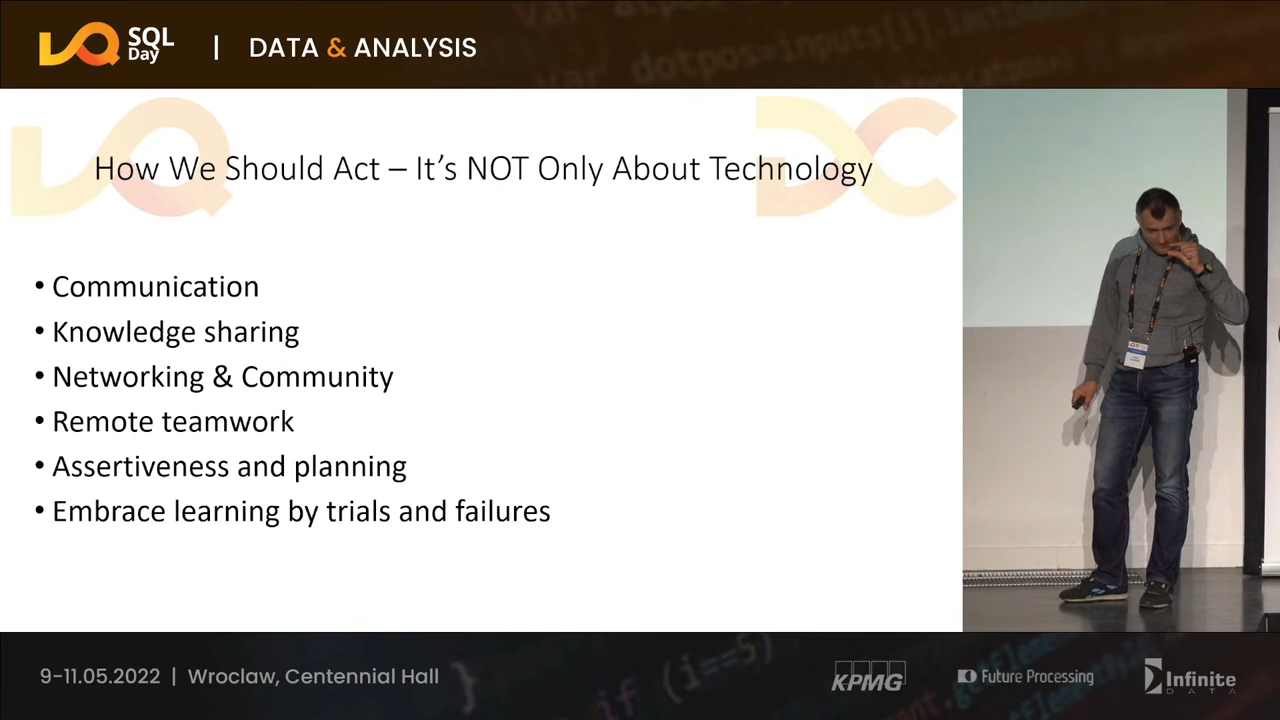 SQL
Day
| DATA & ANALYSIS
How We Should Act – It's NOT Only About Technology
• Communication
• Knowledge sharing
• Networking & Community
• Remote teamwork
• Assertiveness and planning
• Embrace learning by trials and failures
9-11.05.2022 | Wroclaw, Centennial Hall
KPMG
Future Processing
Infinite
DATA